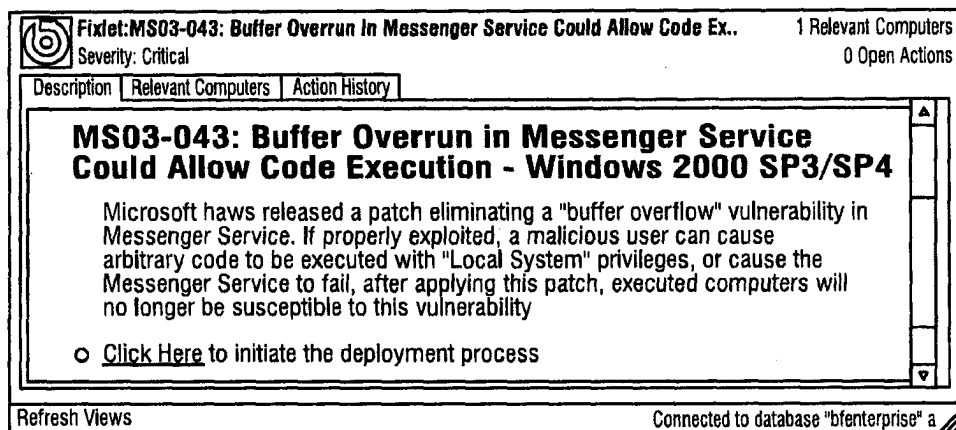 Fixlet:MS03-043: Buffer Overrun in Messenger Service Could Allow Code Ex..
1 Relevant Computers
Severity: Critical
0 Open Actions
Description
Relevant Computers
Action History
MS03-043: Buffer Overrun in Messenger Service
Could Allow Code Execution - Windows 2000 SP3/SP4
Microsoft haws released a patch eliminating a "buffer overflow" vulnerability in
Messenger Service. If properly exploited, a malicious user can cause
arbitrary code to be executed with "Local System" privileges, or cause the
Messenger Service to fail, after applying this patch, executed computers will
no longer be susceptible to this vulnerability
Click Here to initiate the deployment process
Refresh Views
Connected to database "bfenterprise" a